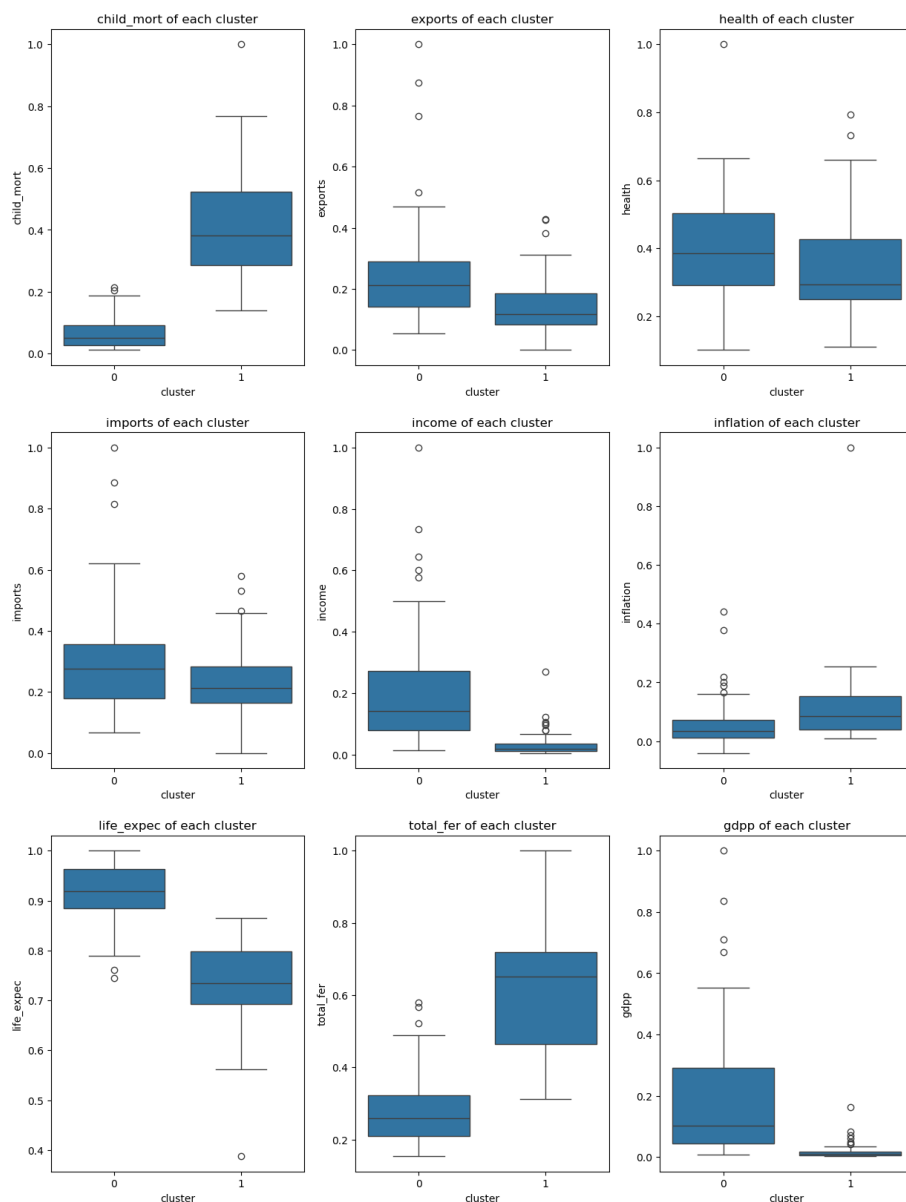 child_mort of each cluster
exports of each cluster
health of each cluster
1.0
0.8
0.6
0.4
0.2
0.0
child_mort
0
1
cluster
1.0
0.8
0.6
0.4
0.2
0.0
exports
0
1
cluster
1.0
0.8
0.6
0.4
0.2
health
0
1
cluster
imports of each cluster
income of each cluster
inflation of each cluster
1.0
0.8
0.6
0.4
0.2
0.0
imports
0
1
cluster
1.0
0.8
0.6
0.4
0.2
0.0
income
0
1
cluster
1.0
0.8
0.6
0.4
0.2
0.0
inflation
0
1
cluster
life_expec of each cluster
total_fer of each cluster
gdpp of each cluster
1.0
0.9
0.8
0.7
0.6
0.5
0.4
life_expec
0
1
cluster
1.0
0.8
0.6
0.4
0.2
total_fer
0
1
cluster
1.0
0.8
0.6
0.4
0.2
0.0
gdpp
0
1
cluster